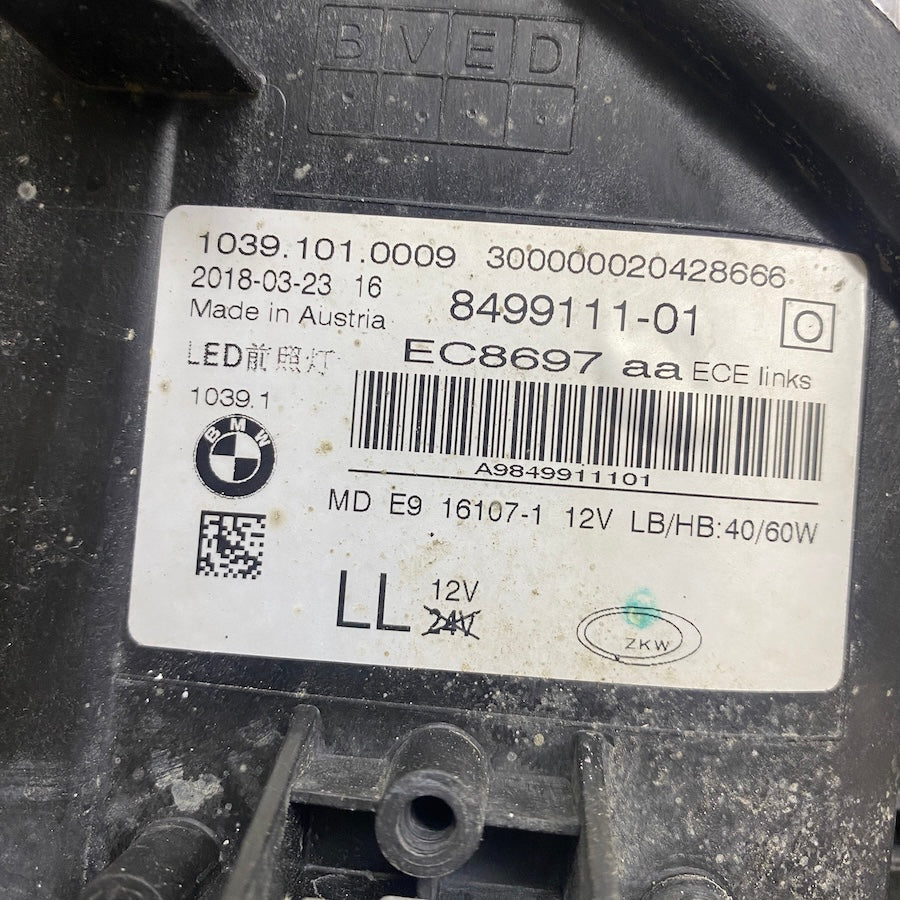 BVED
1039.101.0009 300000020428666
2018-03-23 16 8499111-01 O
Made in Austria
LED前照灯 EC8697 aa ECE links
1039.1
BMW
A9849911101
MD E9 16107-1 12V LB/HB:40/60W
LL 12V
24V
ZKW